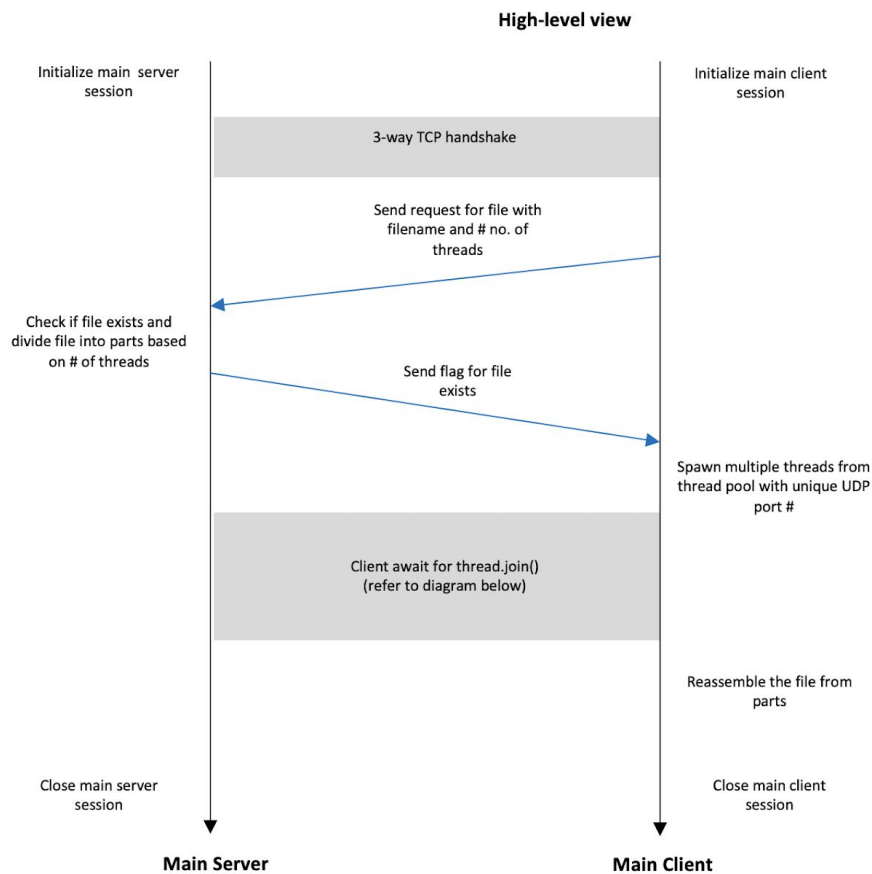 High-level view
Initialize main server
session
Initialize main client
session
3-way TCP handshake
Send request for file with
filename and # no. of
threads
Check if file exists and
divide file into parts based
on # of threads
Send flag for file
exists
Spawn multiple threads from
thread pool with unique UDP
port #
Client await for thread.join()
(refer to diagram below)
Reassemble the file from
parts
Close main server
session
Close main client
session
Main Server
Main Client